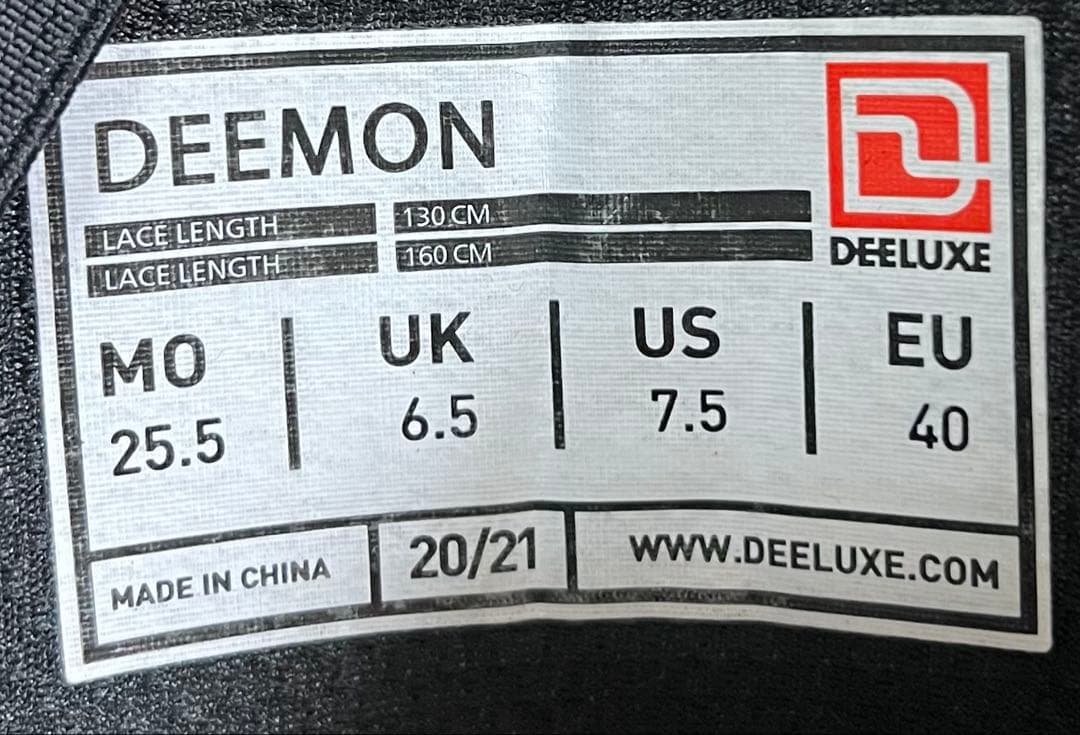 DEEMON
LACE LENGTH 130 CM
LACE LENGTH 160 CM
DEELUXE
MO UK US EU
25.5 6.5 7.5 40
MADE IN CHINA 20/21 WWW.DEELUXE.COM